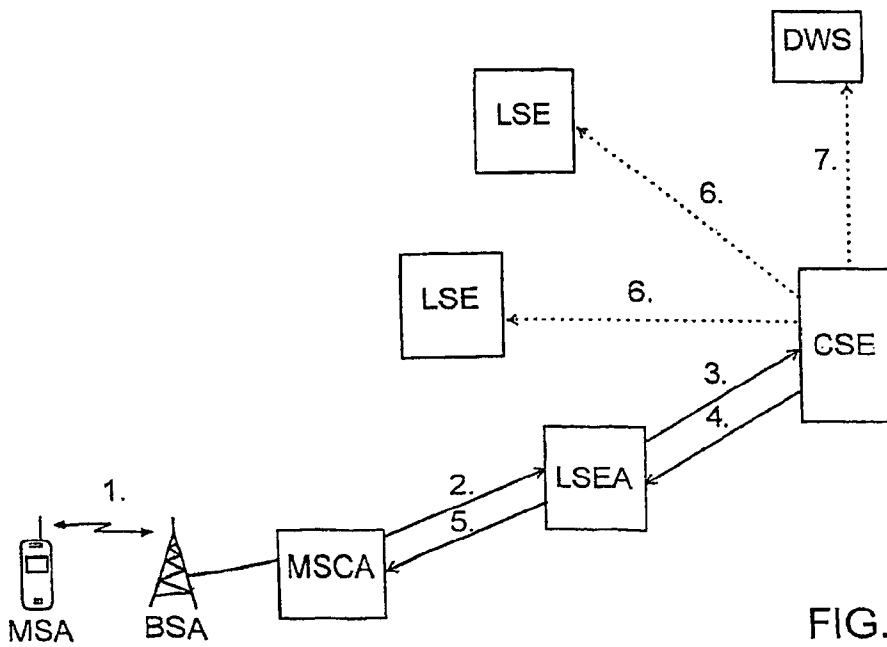 DWS
LSE
7.
6.
LSE
6.
CSE
3.
4.
LSEA
2.
5.
1.
MSCA
MSA
BSA
FIG.